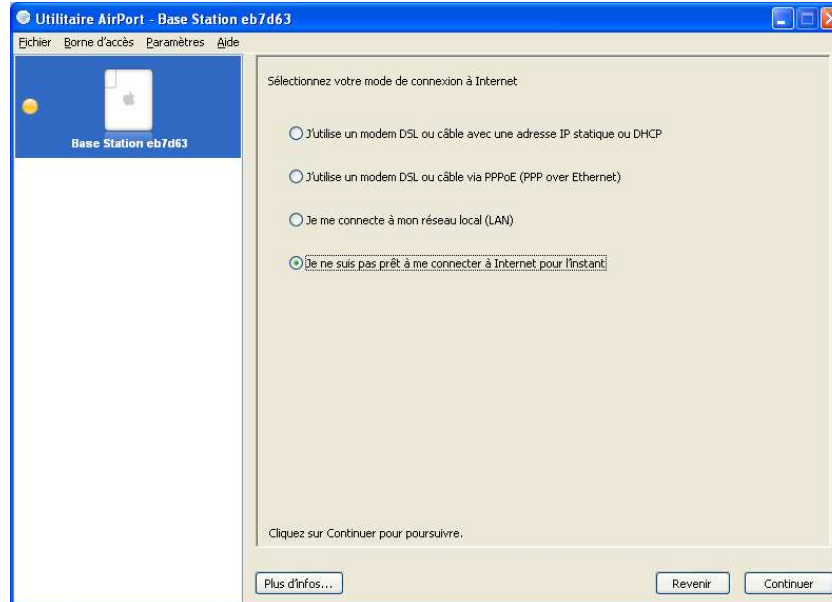 Utilitaire AirPort - Base Station eb7d63
Fichier Borne d'accès Paramètres Aide
Base Station eb7d63
Sélectionnez votre mode de connexion à Internet
J'utilise un modem DSL ou câble avec une adresse IP statique ou DHCP
J'utilise un modem DSL ou câble via PPPoE (PPP over Ethernet)
Je me connecte à mon réseau local (LAN)
Je ne suis pas prêt à me connecter à Internet pour l'instant
Cliquez sur Continuer pour poursuivre.
Plus d'infos... Revenir Continuer